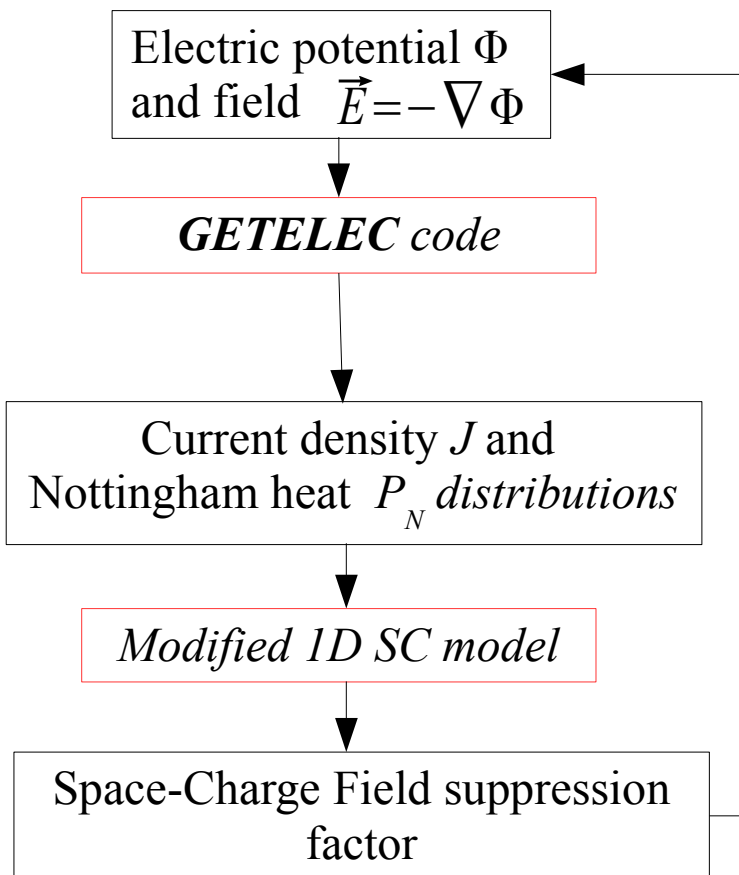 Electric potential Φ
and field E⃗=−∇Φ
GETELEC code
Current density J and
Nottingham heat P_N distributions
Modified 1D SC model
Space-Charge Field suppression
factor